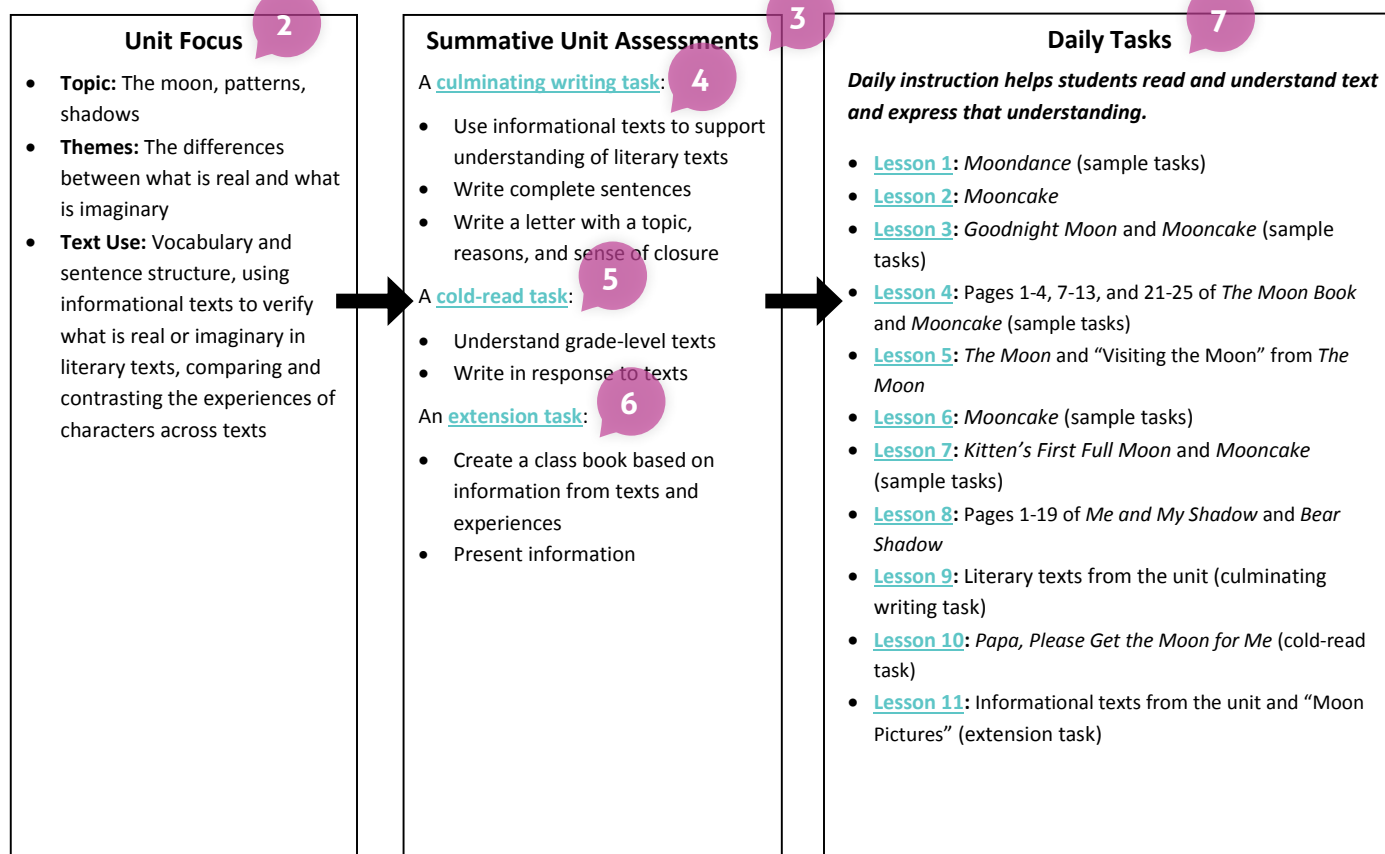 Unit Focus
2
• Topic: The moon, patterns,
shadows
• Themes: The differences
between what is real and what
is imaginary
• Text Use: Vocabulary and
sentence structure, using
informational texts to verify
what is real or imaginary in
literary texts, comparing and
contrasting the experiences of
characters across texts
Summative Unit Assessments
3
A culminating writing task:
4
• Use informational texts to support
understanding of literary texts
• Write complete sentences
• Write a letter with a topic,
reasons, and sense of closure
A cold-read task:
5
• Understand grade-level texts
• Write in response to texts
An extension task:
6
• Create a class book based on
information from texts and
experiences
• Present information
Daily Tasks
7
Daily instruction helps students read and understand text
and express that understanding.
• Lesson 1: Moondance (sample tasks)
• Lesson 2: Mooncake
• Lesson 3: Goodnight Moon and Mooncake (sample
tasks)
• Lesson 4: Pages 1-4, 7-13, and 21-25 of The Moon Book
and Mooncake (sample tasks)
• Lesson 5: The Moon and “Visiting the Moon” from The
Moon
• Lesson 6: Mooncake (sample tasks)
• Lesson 7: Kitten’s First Full Moon and Mooncake
(sample tasks)
• Lesson 8: Pages 1-19 of Me and My Shadow and Bear
Shadow
• Lesson 9: Literary texts from the unit (culminating
writing task)
• Lesson 10: Papa, Please Get the Moon for Me (cold-read
task)
• Lesson 11: Informational texts from the unit and “Moon
Pictures” (extension task)